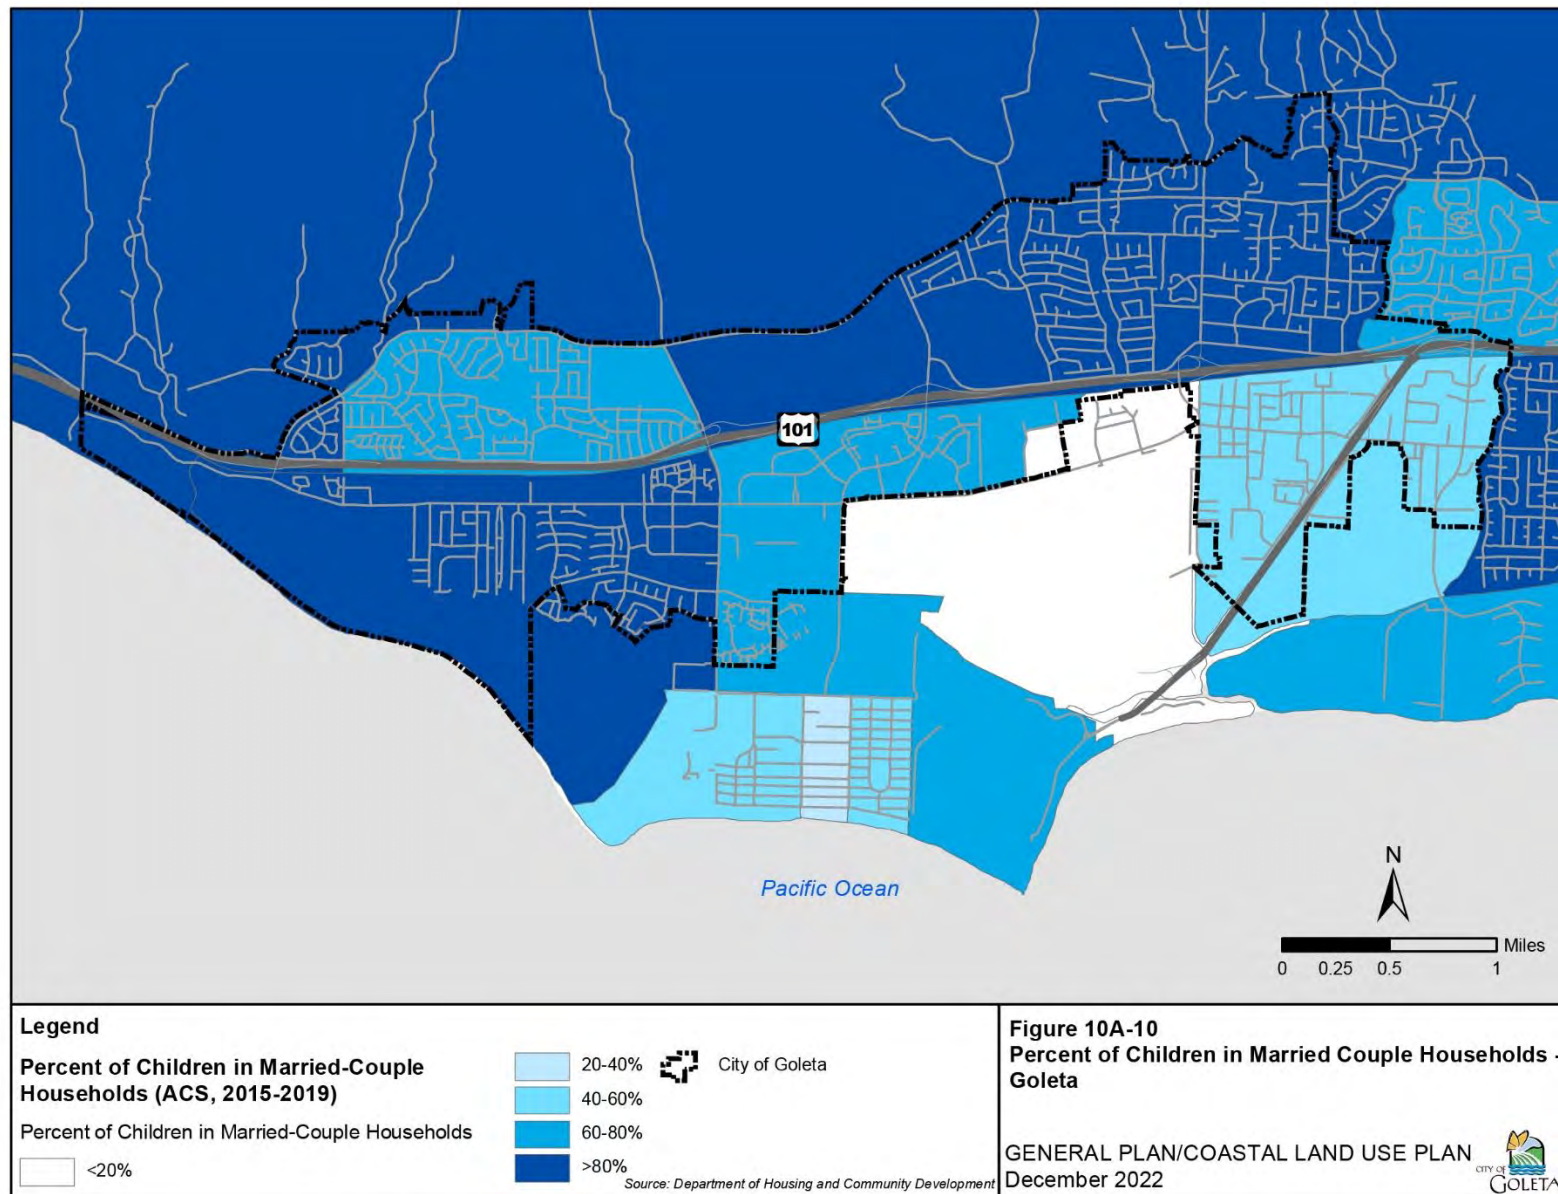 101
Pacific Ocean
N
Miles
0 0.25 0.5 1
Legend
Percent of Children in Married-Couple
Households (ACS, 2015-2019)
Percent of Children in Married-Couple Households
<20%
20-40%
40-60%
60-80%
>80%
City of Goleta
Source: Department of Housing and Community Development
Figure 10A-10
Percent of Children in Married Couple Households -
Goleta
GENERAL PLAN/COASTAL LAND USE PLAN
December 2022
CITY OF
GOLETA